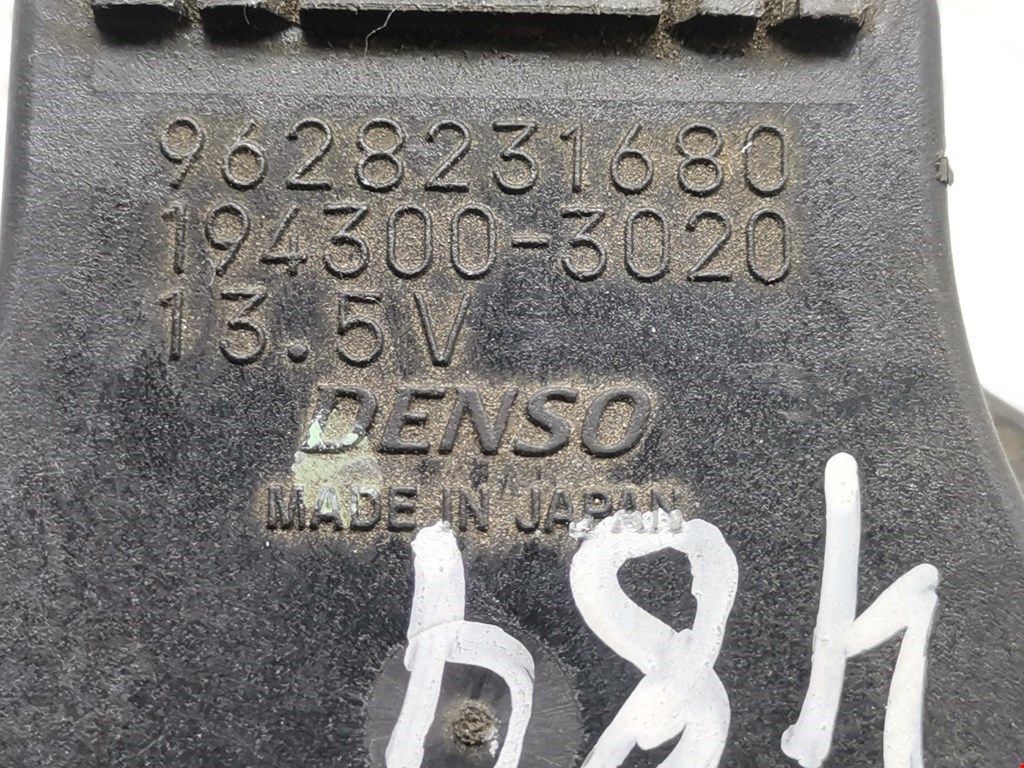 9628231680
194300-3020
13.5V
DENSO
MADE IN JAPAN